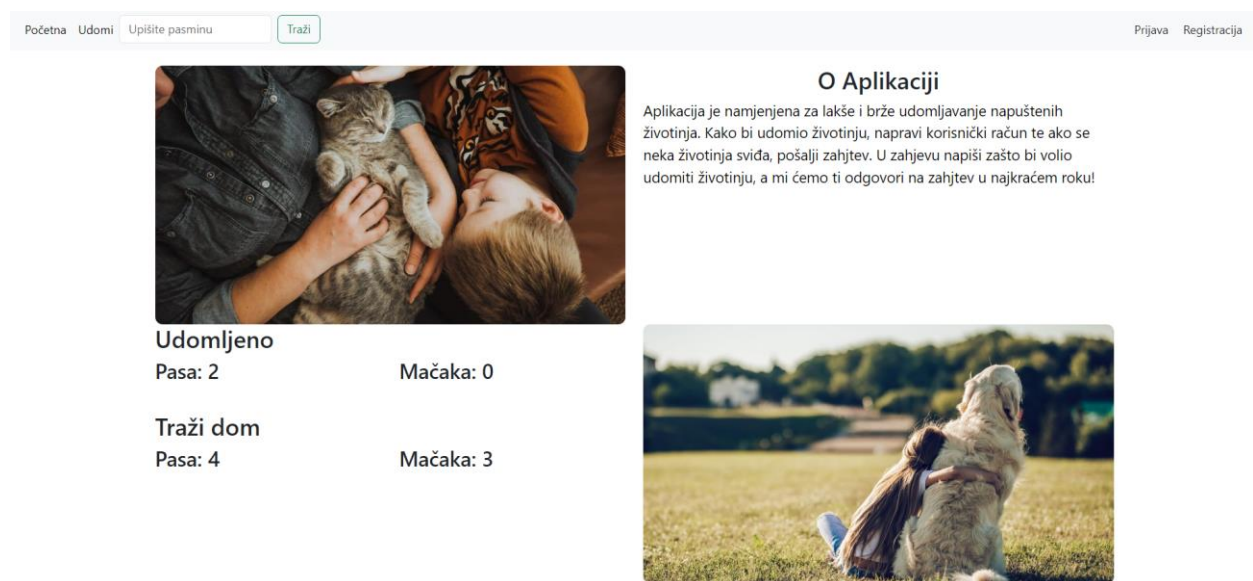 Početna Udomi Upišite pasminu Traži Prijava Registracija
O Aplikaciji
Aplikacija je namjenjena za lakše i brže udomljavanje napuštenih
životinja. Kako bi udomio životinju, napravi korisnički račun te ako se
neka životinja sviđa, pošalji zahjtev. U zahjevu napiši zašto bi volio
udomiti životinju, a mi ćemo ti odgovori na zahjtev u najkraćem roku!
Udomljeno
Pasa: 2 Mačaka: 0
Traži dom
Pasa: 4 Mačaka: 3